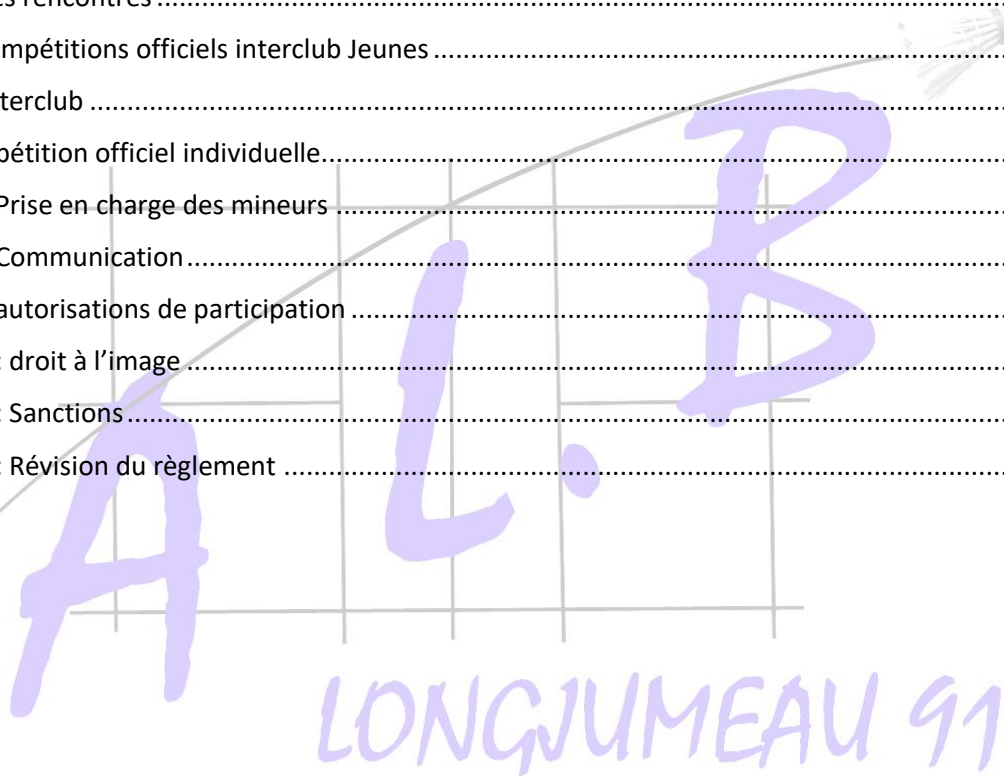 es rencontres ..........................................................................................................
mpétitions officiels interclub Jeunes ..........................................................................................................
terclub ..........................................................................................................
pétition officiel individuelle..........................................................................................................
Prise en charge des mineurs ..........................................................................................................
Communication ..........................................................................................................
autorisations de participation ..........................................................................................................
: droit à l’image ..........................................................................................................
: Sanctions ..........................................................................................................
: Révision du règlement ..........................................................................................................
A L. B
LONGJUMEAU 91